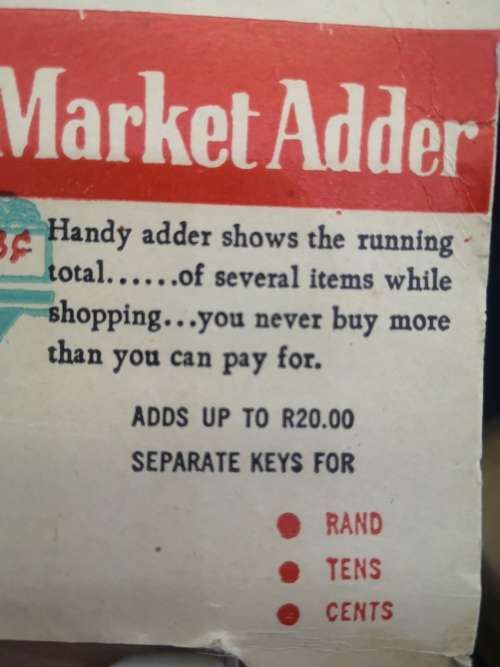 Market Adder
3¢ Handy adder shows the running
total......of several items while
shopping...you never buy more
than you can pay for.
ADDS UP TO R20.00
SEPARATE KEYS FOR
RAND
TENS
CENTS